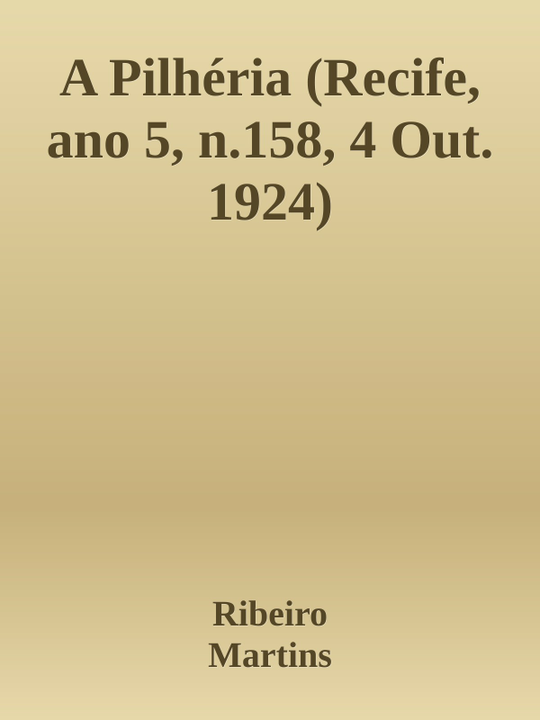 A Pilhéria (Recife,
ano 5, n.158, 4 Out.
1924)
Ribeiro
Martins